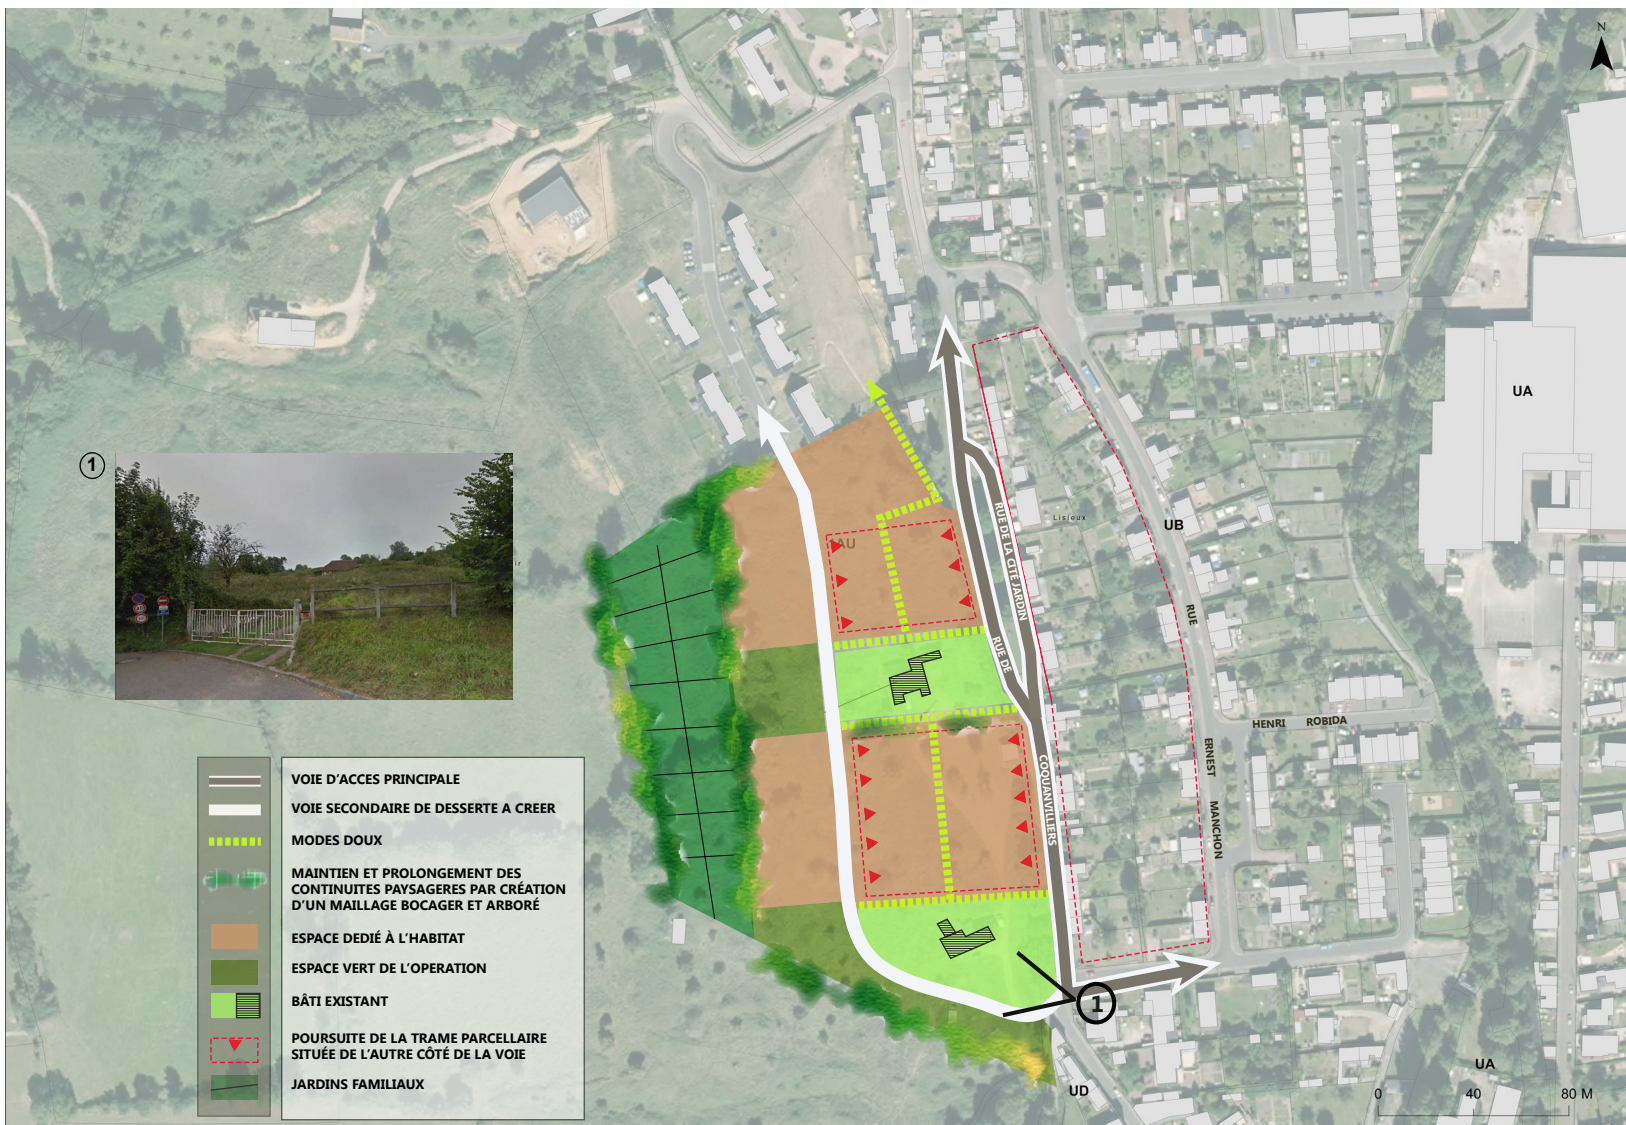 N
UA
①
Lisieux
UB
AU
RUE DE LA CITE JARDIN
RUE DE
COQUANVILLIERS
RUE
ERNEST
MANCHON
HENRI ROBIDA
VOIE D'ACCES PRINCIPALE
VOIE SECONDAIRE DE DESSERTE A CREER
MODES DOUX
MAINTIEN ET PROLONGEMENT DES
CONTINUITES PAYSAGERES PAR CRÉATION
D'UN MAILLAGE BOCAGER ET ARBORÉ
ESPACE DEDIÉ À L'HABITAT
ESPACE VERT DE L'OPERATION
BÂTI EXISTANT
POURSUITE DE LA TRAME PARCELLAIRE
SITUÉE DE L'AUTRE CÔTÉ DE LA VOIE
JARDINS FAMILIAUX
①
UD
UA
0 40 80 M